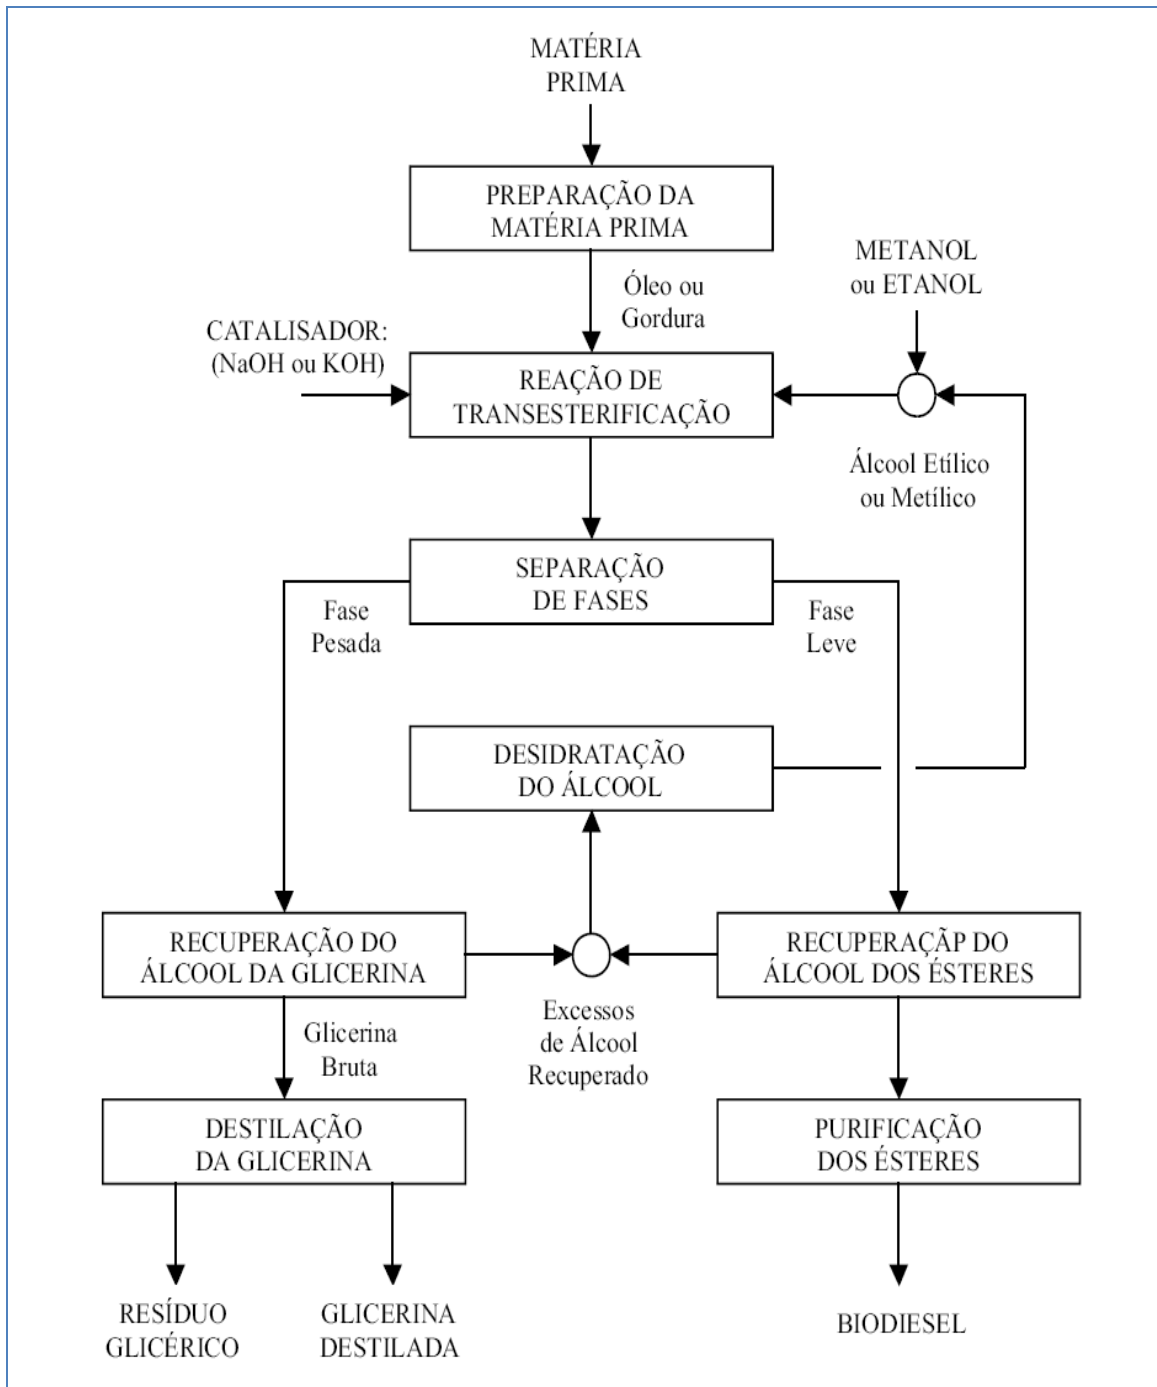 MATÉRIA
PRIMA
PREPARAÇÃO DA
MATÉRIA PRIMA
METANOL
ou ETANOL
Óleo ou
Gordura
CATALISADOR:
(NaOH ou KOH)
REAÇÃO DE
TRANSESTERIFICAÇÃO
Álcool Etílico
ou Metílico
SEPARAÇÃO
DE FASES
Fase
Pesada
Fase
Leve
DESIDRATAÇÃO
DO ÁLCOOL
RECUPERAÇÃO DO
ÁLCOOL DA GLICERINA
RECUPERAÇÃP DO
ÁLCOOL DOS ÉSTERES
Excessos
de Álcool
Recuperado
Glicerina
Bruta
DESTILAÇÃO
DA GLICERINA
PURIFICAÇÃO
DOS ÉSTERES
RESÍDUO
GLICÉRICO
GLICERINA
DESTILADA
BIODIESEL